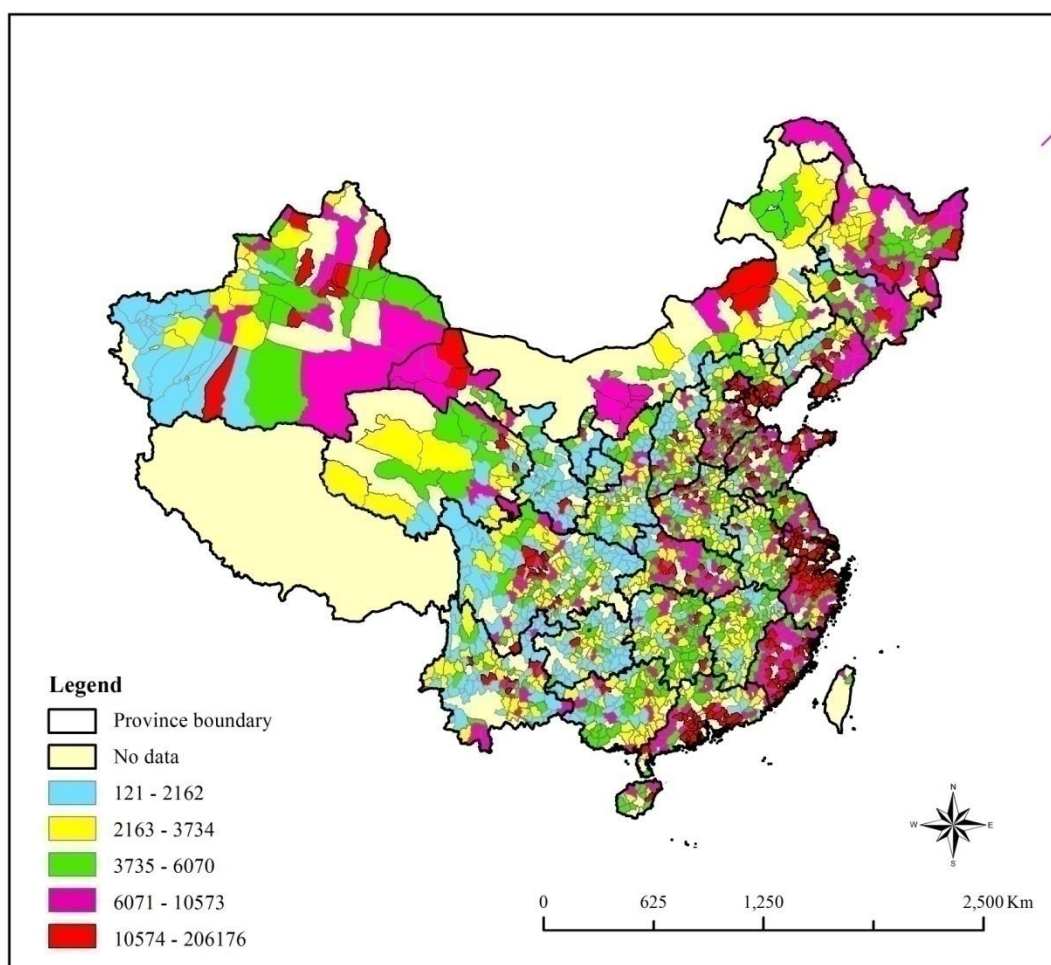 Legend
Province boundary
No data
121 - 2162
2163 - 3734
3735 - 6070
6071 - 10573
10574 - 206176
N
W E
S
0 625 1,250 2,500 Km